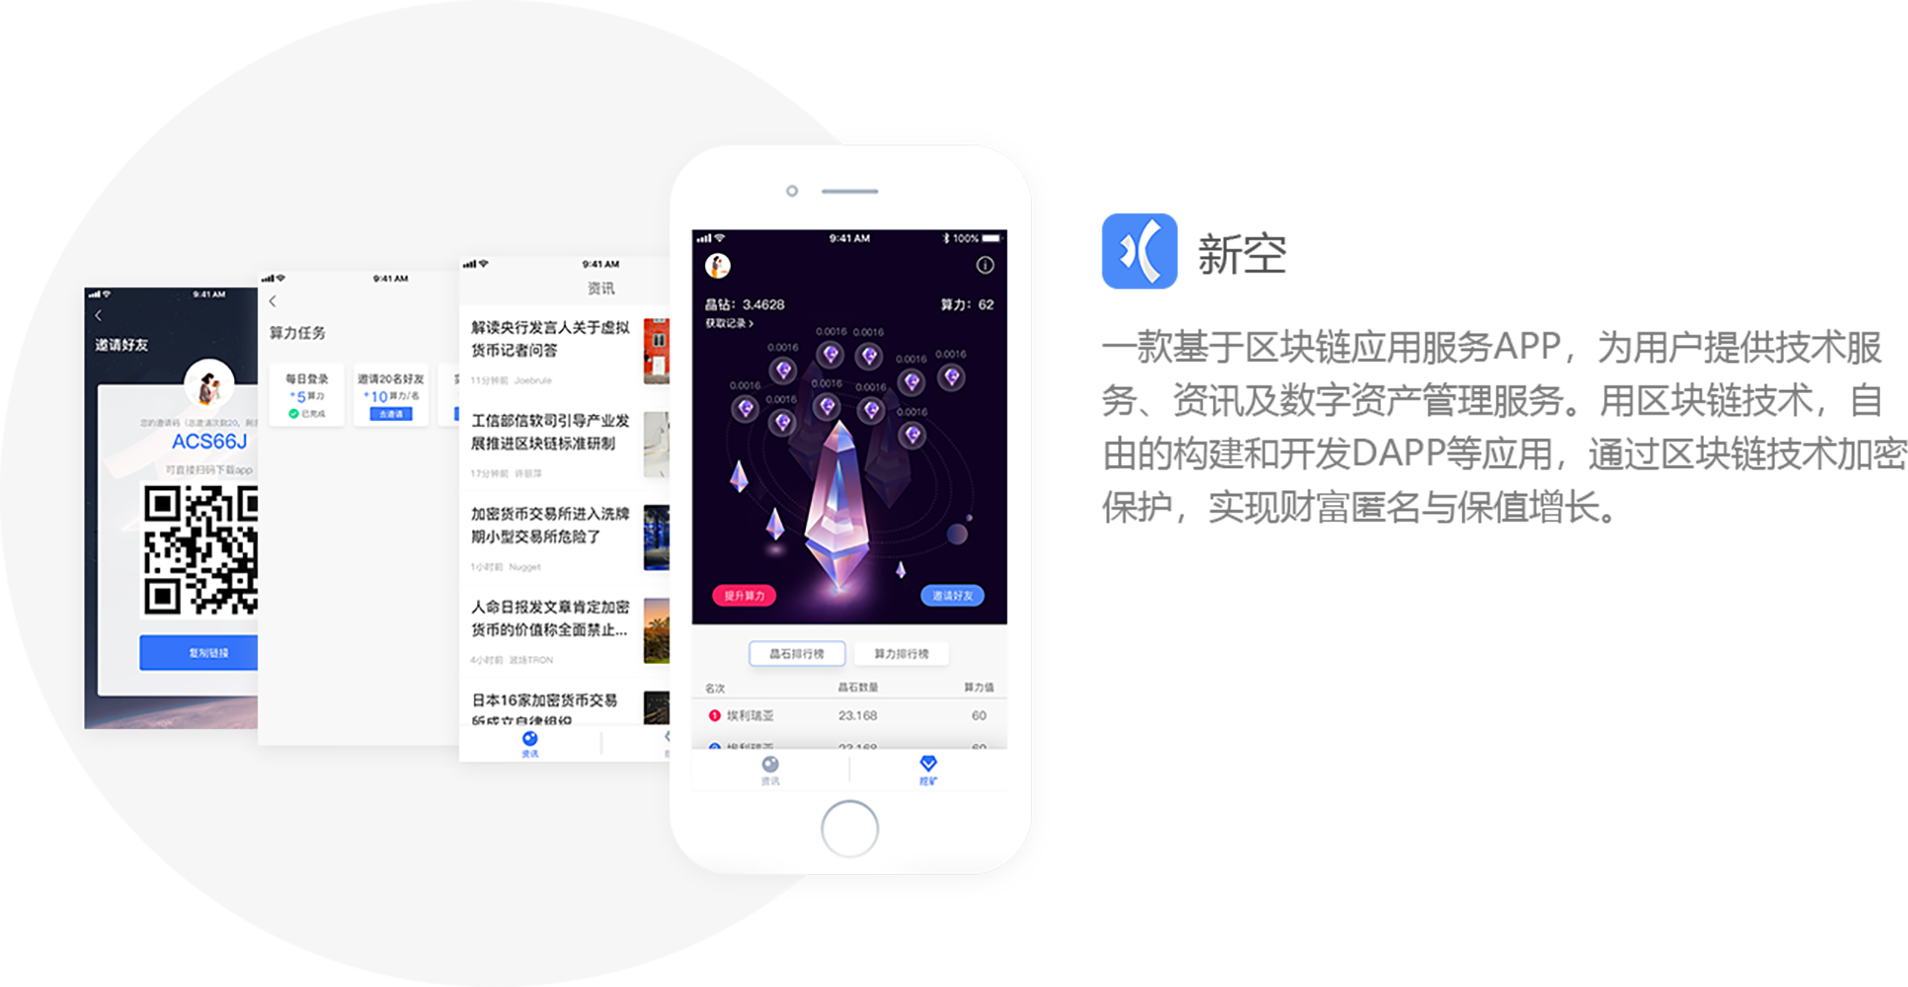 9:41 AM
邀请好友
ACS66J
可直接扫码下载app
复制链接
9:41 AM
算力任务
每日登录
+5算力
已完成
邀请20名好友
+10算力/名
去邀请
9:41 AM
资讯
解读央行发言人关于虚拟
货币记者问答
11分钟前 Joebrule
工信部信软司引导产业发
展推进区块链标准研制
17分钟前 许丽萍
加密货币交易所进入洗牌
期小型交易所危险了
1小时前 Nugget
人命日报发文章肯定加密
货币的价值称全面禁止...
4小时前 波场TRON
日本16家加密货币交易
所成立自律组织
资讯
9:41 AM
100%
晶钻：3.4628
算力：62
获取记录
0.0016 0.0016
0.0016
0.0016 0.0016
0.0016 0.0016 0.0016
0.0016
0.0016
提升算力
邀请好友
晶石排行榜
算力排行榜
名次 晶石数量 算力值
1 埃利瑞亚 23.168 60
2 埃利瑞亚 23.168 60
资讯
挖矿
新空
一款基于区块链应用服务APP，为用户提供技术服
务、资讯及数字资产管理服务。用区块链技术，自
由的构建和开发DAPP等应用，通过区块链技术加密
保护，实现财富匿名与保值增长。